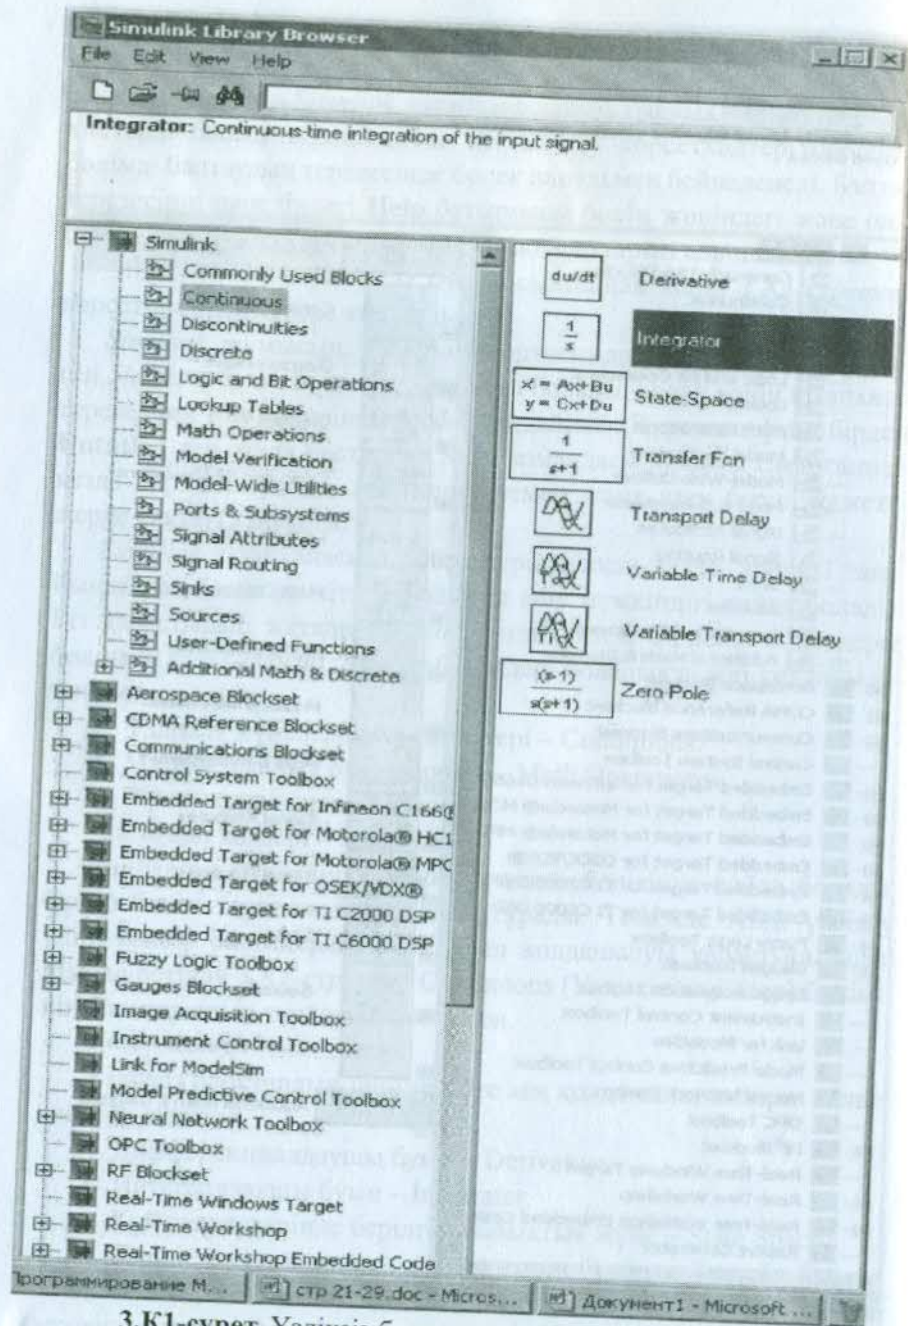 Simulink Library Browser
File Edit View Help
Integrator: Continuous-time integration of the input signal.
Simulink
Commonly Used Blocks
Continuous
Discontinuities
Discrete
Logic and Bit Operations
Lookup Tables
Math Operations
Model Verification
Model-Wide Utilities
Ports & Subsystems
Signal Attributes
Signal Routing
Sinks
Sources
User-Defined Functions
Additional Math & Discrete
Aerospace Blockset
CDMA Reference Blockset
Communications Blockset
Control System Toolbox
Embedded Target for Infineon C166®
Embedded Target for Motorola® HC1
Embedded Target for Motorola® MPC
Embedded Target for OSEK/VDX®
Embedded Target for TI C2000 DSP
Embedded Target for TI C6000 DSP
Fuzzy Logic Toolbox
Gauges Blockset
Image Acquisition Toolbox
Instrument Control Toolbox
Link for ModelSim
Model Predictive Control Toolbox
Neural Network Toolbox
OPC Toolbox
RF Blockset
Real-Time Windows Target
Real-Time Workshop
Real-Time Workshop Embedded Code
du/dt Derivative
1
s
Integrator
x' = Ax+Bu
y = Cx+Du
State-Space
1
s+1
Transfer Fcn
Transport Delay
Variable Time Delay
Variable Transport Delay
(s-1)
s(s+1)
Zero-Pole
Программирование M... стр 21-29.doc - Micros... Документ1 - Microsoft ...
3.К1-сурет.